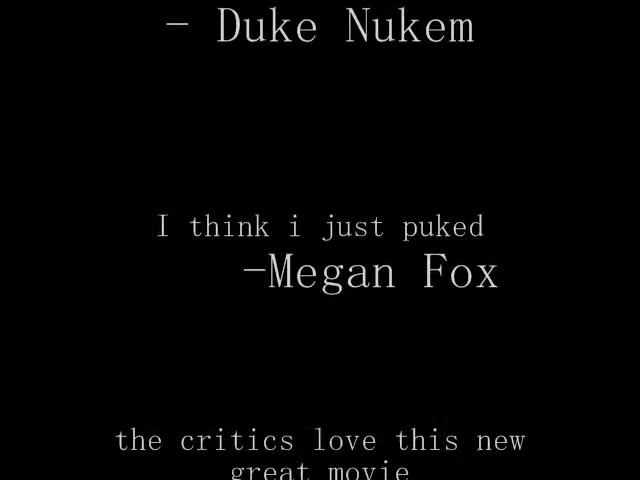 - Duke Nukem
I think i just puked
-Megan Fox
the critics love this new
great movie